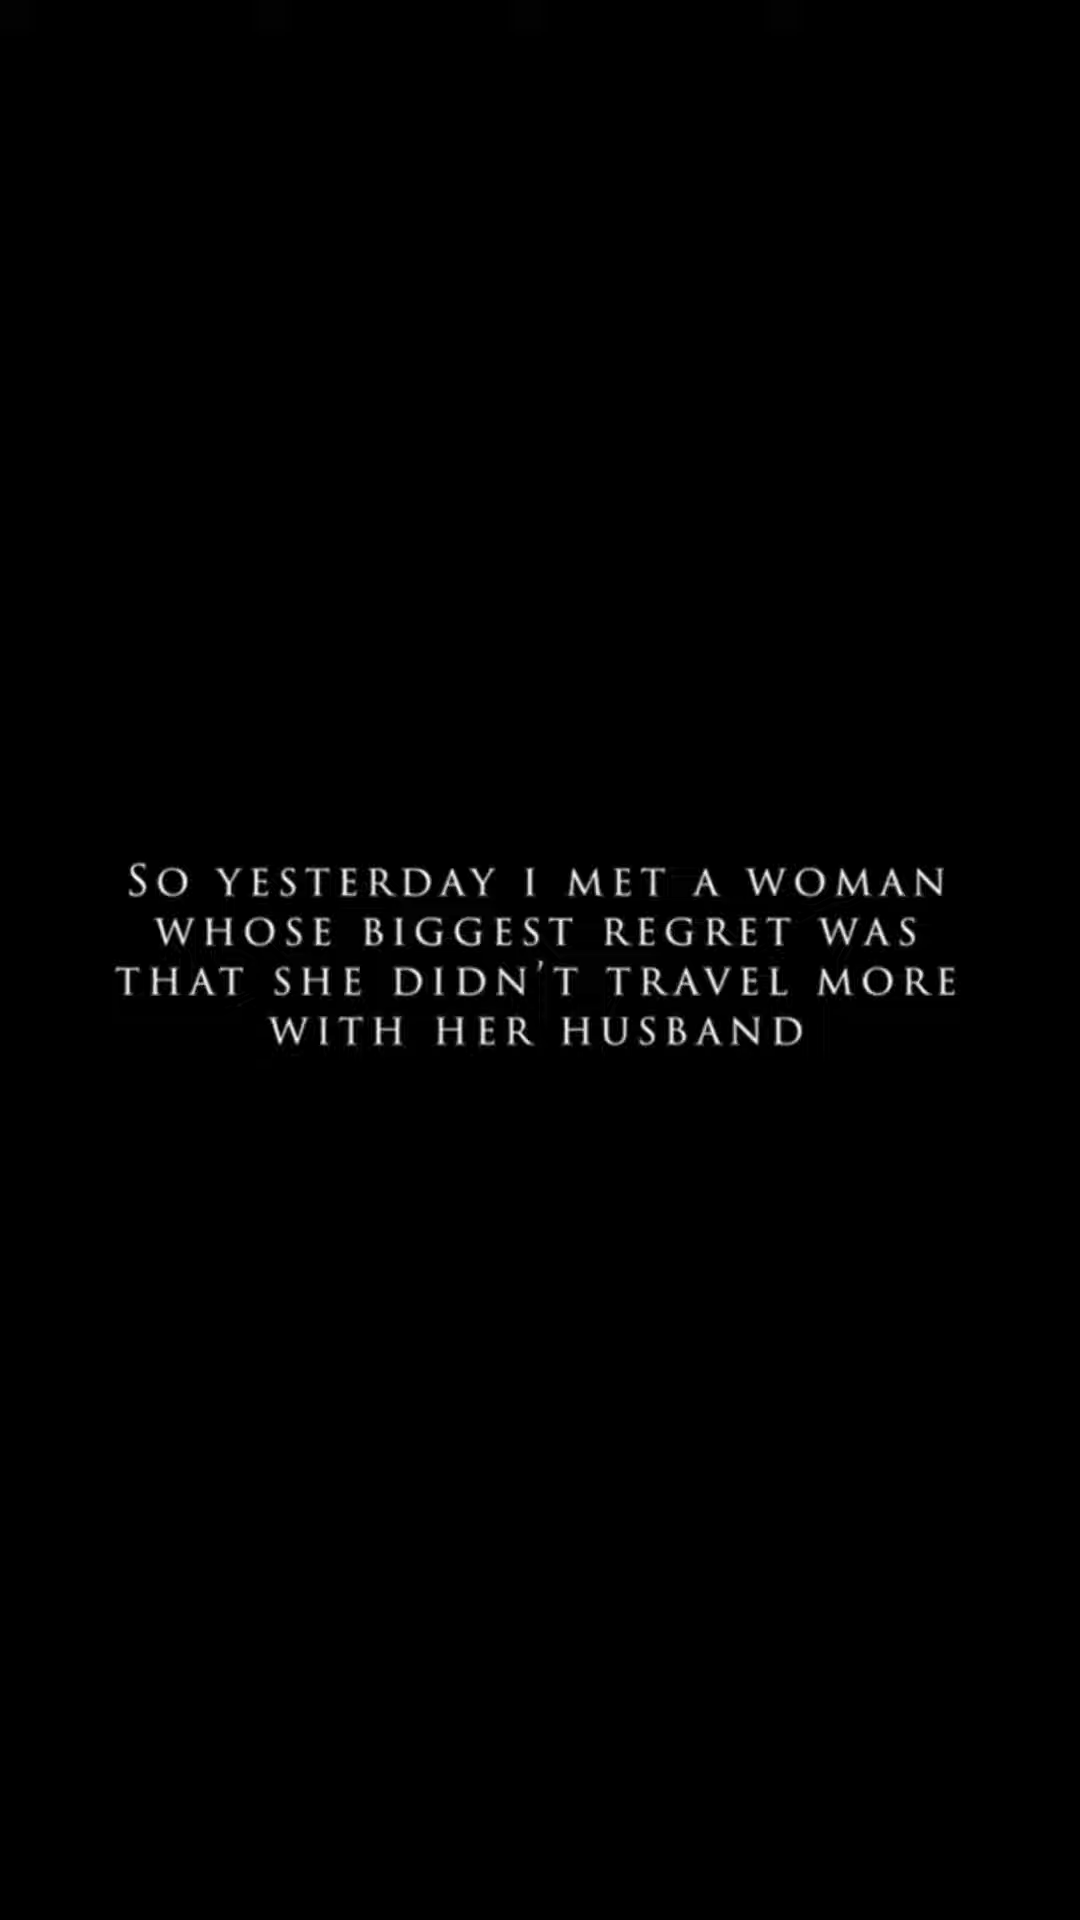 So yesterday I met a woman
whose biggest regret was
that she didn't travel more
with her husband